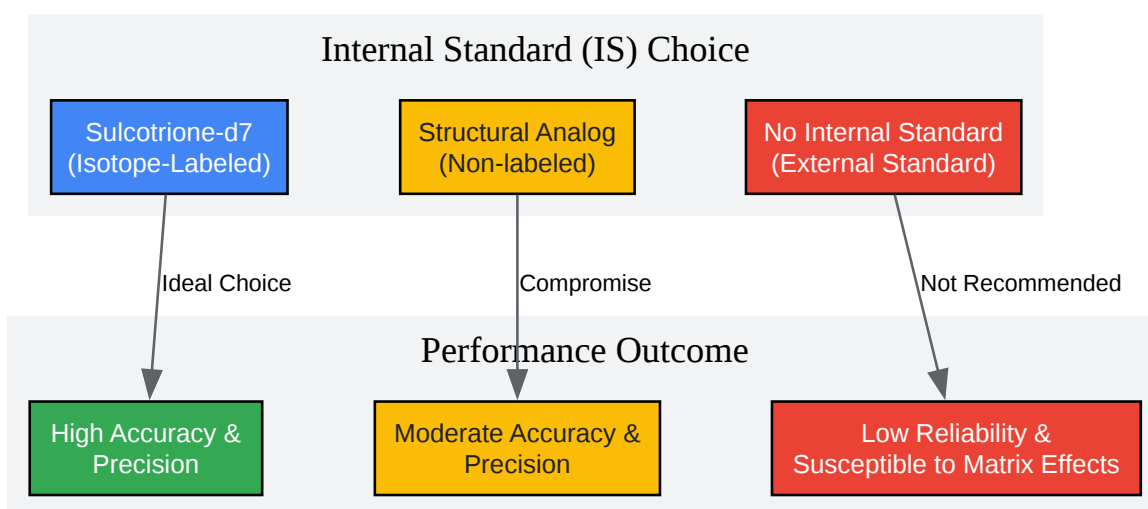 Internal Standard (IS) Choice
Sulcotrione-d7
(Isotope-Labeled)
Structural Analog
(Non-labeled)
No Internal Standard
(External Standard)
Ideal Choice
Compromise
Not Recommended
Performance Outcome
High Accuracy &
Precision
Moderate Accuracy &
Precision
Low Reliability &
Susceptible to Matrix Effects